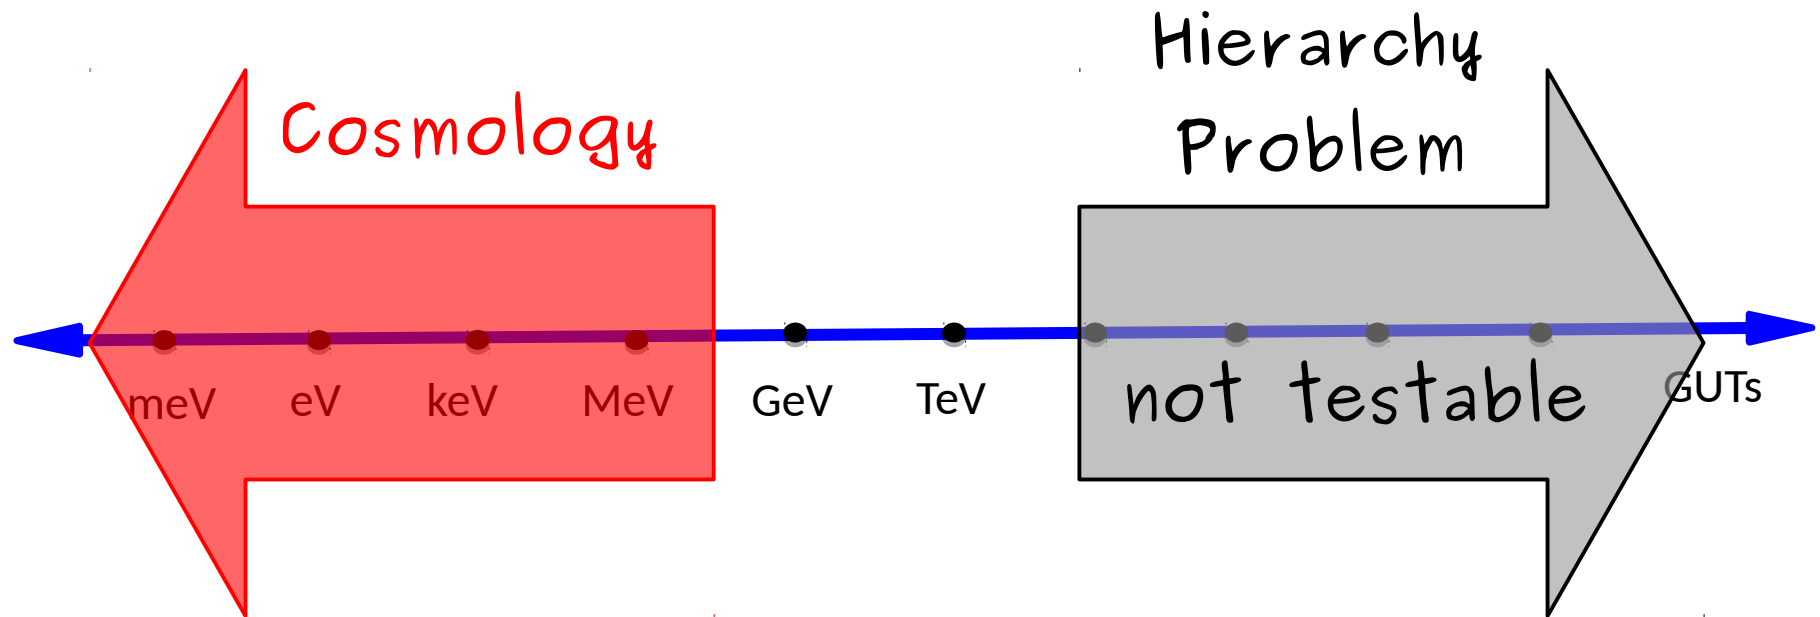 Hierarchy
Problem
Cosmology
meV eV keV MeV GeV TeV not testable GUTs